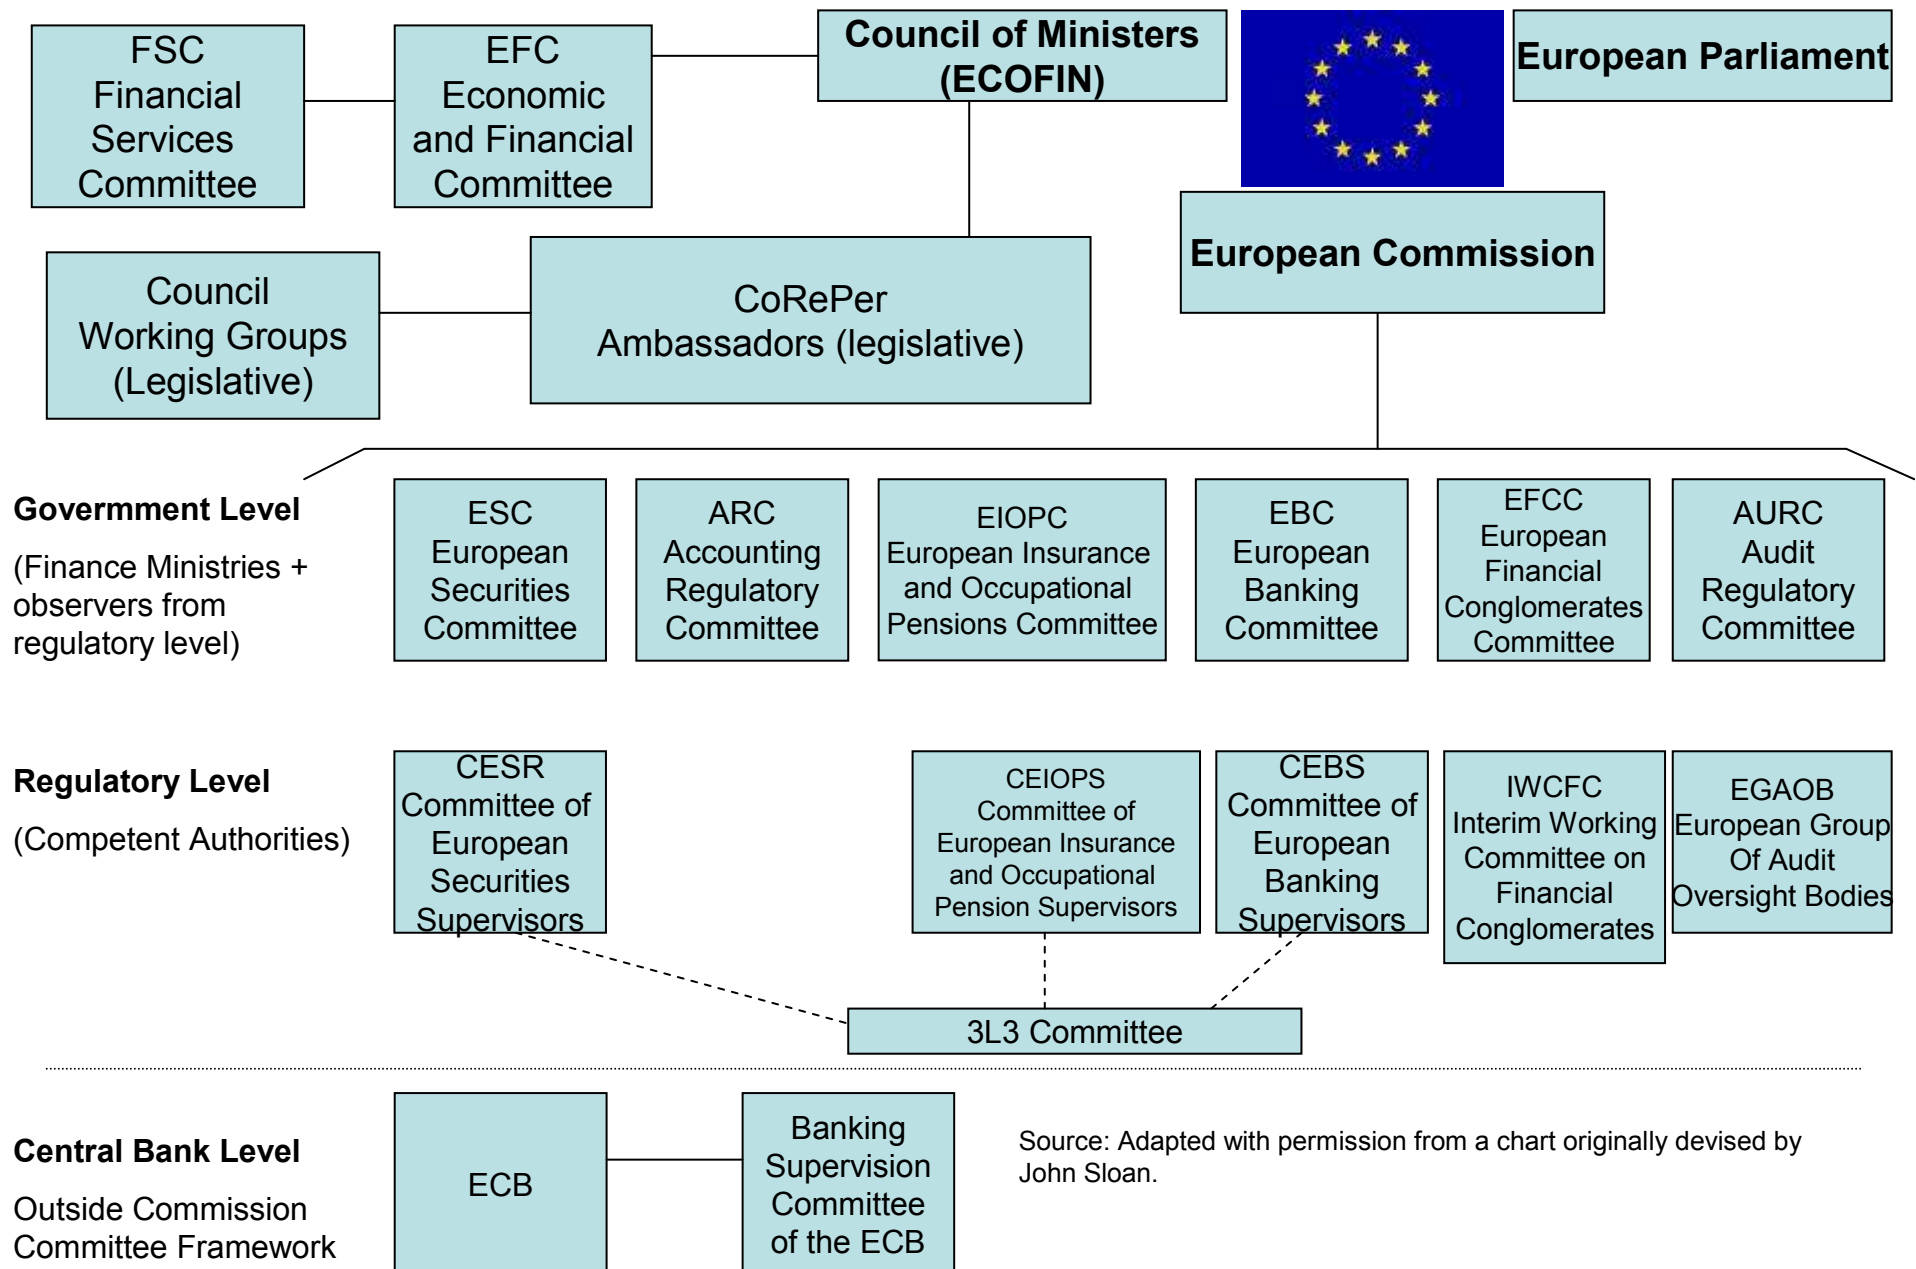 FSC
Financial
Services
Committee
EFC
Economic
and Financial
Committee
Council of Ministers
(ECOFIN)
European Parliament
European Commission
Council
Working Groups
(Legislative)
CoRePer
Ambassadors (legislative)
Govermment Level
(Finance Ministries +
observers from
regulatory level)
ESC
European
Securities
Committee
ARC
Accounting
Regulatory
Committee
EIOPC
European Insurance
and Occupational
Pensions Committee
EBC
European
Banking
Committee
EFCC
European
Financial
Conglomerates
Committee
AURC
Audit
Regulatory
Committee
Regulatory Level
(Competent Authorities)
CESR
Committee of
European
Securities
Supervisors
CEIOPS
Committee of
European Insurance
and Occupational
Pension Supervisors
CEBS
Committee of
European
Banking
Supervisors
IWCFC
Interim Working
Committee on
Financial
Conglomerates
EGAOB
European Group
Of Audit
Oversight Bodies
3L3 Committee
Central Bank Level
Outside Commission
Committee Framework
ECB
Banking
Supervision
Committee
of the ECB
Source: Adapted with permission from a chart originally devised by
John Sloan.